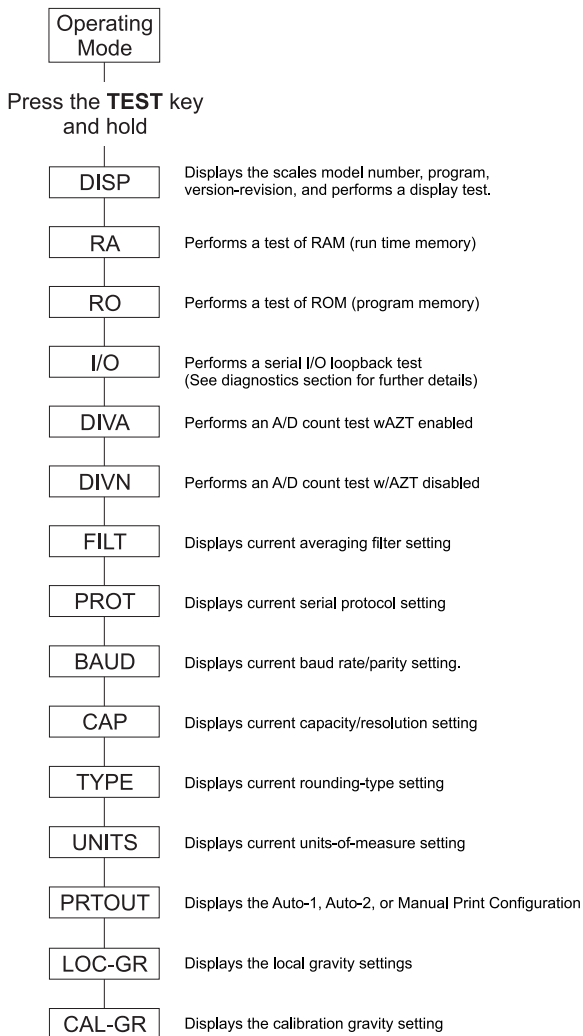 Operating
Mode
Press the TEST key
and hold
DISP
Displays the scales model number, program,
version-revision, and performs a display test.
RA
Performs a test of RAM (run time memory)
RO
Performs a test of ROM (program memory)
I/O
Performs a serial I/O loopback test
(See diagnostics section for further details)
DIVA
Performs an A/D count test wAZT enabled
DIVN
Performs an A/D count test w/AZT disabled
FILT
Displays current averaging filter setting
PROT
Displays current serial protocol setting
BAUD
Displays current baud rate/parity setting.
CAP
Displays current capacity/resolution setting
TYPE
Displays current rounding-type setting
UNITS
Displays current units-of-measure setting
PRTOUT
Displays the Auto-1, Auto-2, or Manual Print Configuration
LOC-GR
Displays the local gravity settings
CAL-GR
Displays the calibration gravity setting